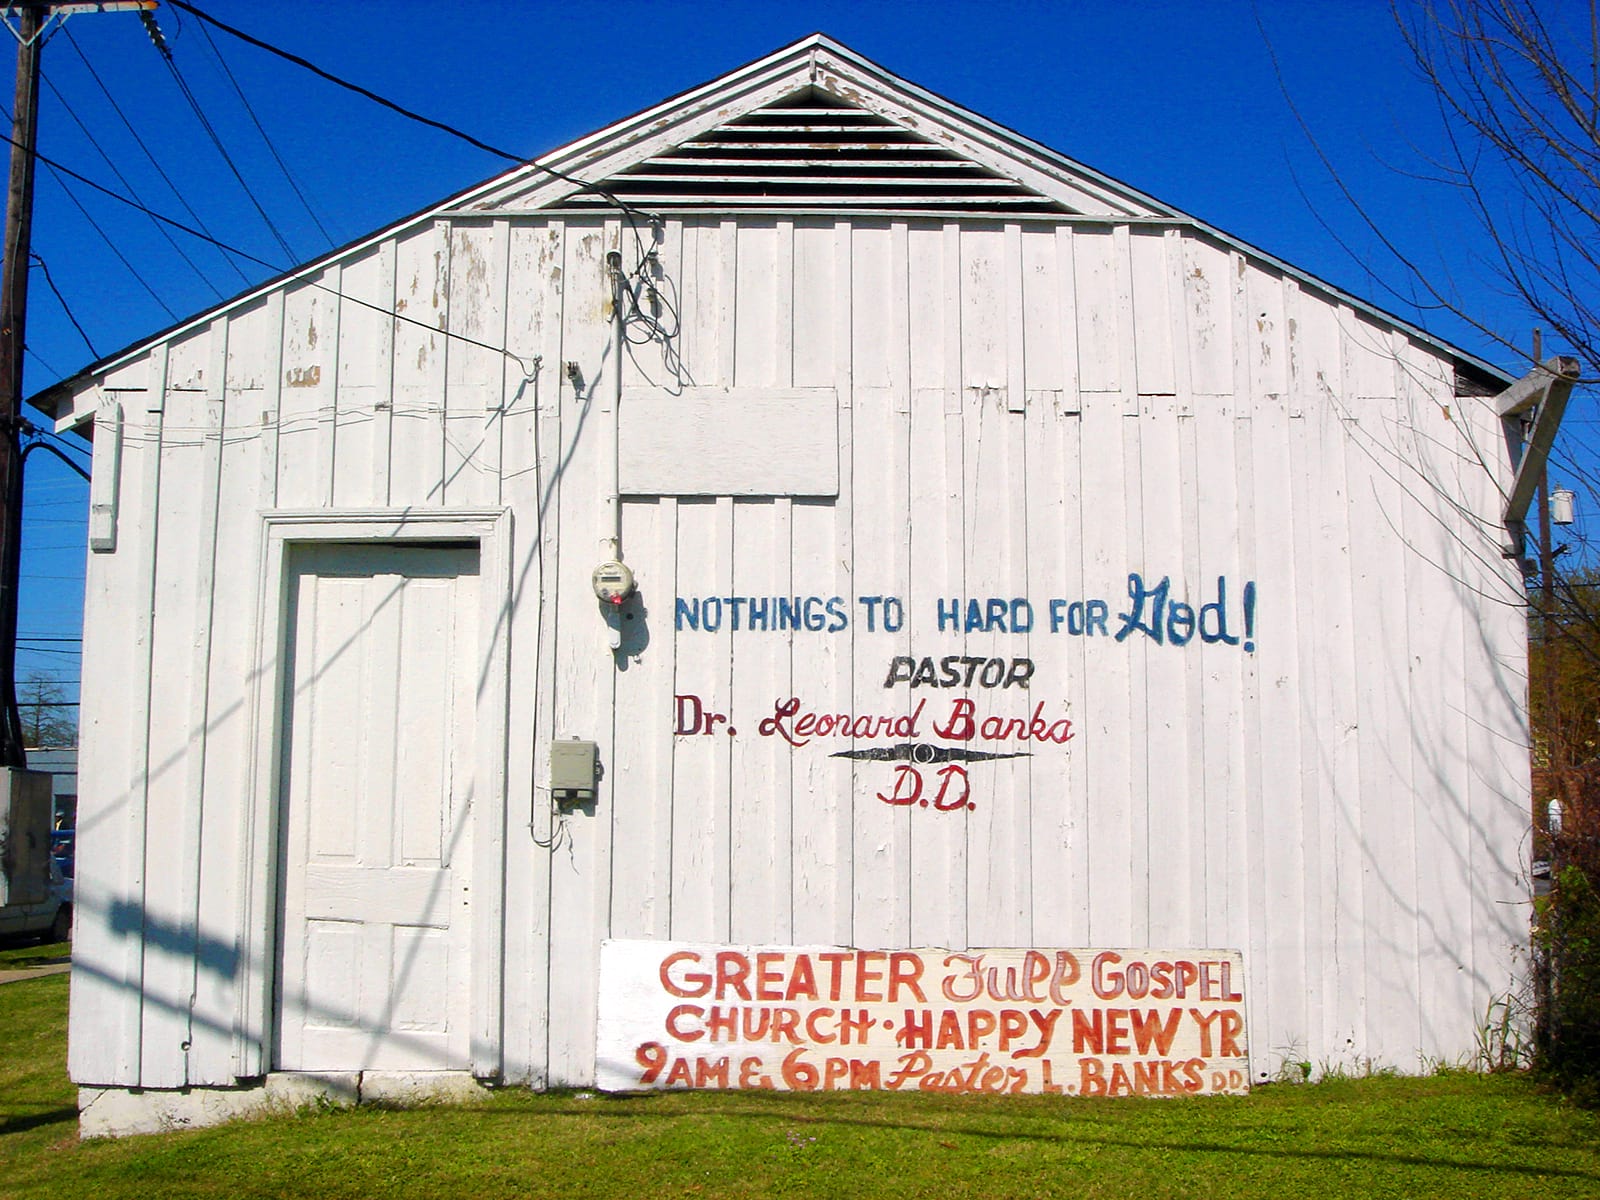 NOTHINGS TO HARD FOR God!
PASTOR
Dr. Leonard Banks
D.D.
GREATER Full GOSPEL
CHURCH · HAPPY NEW YR.
9AM & 6PM Pastor L. BANKS D.D.